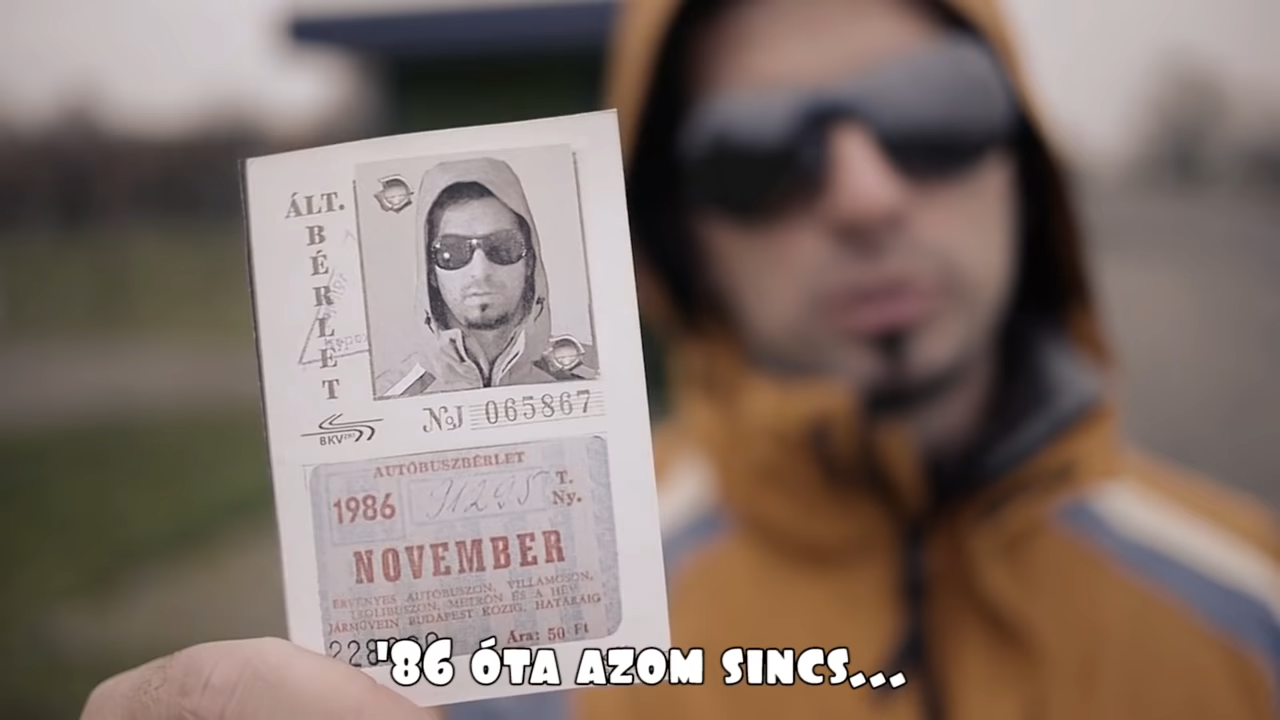 ÁLT.
BÉRLET
BKV
NoJ 065867
AUTÓBUSZBÉRLET
1986 91295 T.
Ny.
NOVEMBER
ÉRVÉNYES AUTÓBUSZON, VILLAMOSON,
TROLIBUSZON, METRÓN ÉS A HÉV
JÁRMŰVEIN BUDAPEST KÖZIG. HATÁRÁIG
Ára: 50 Ft
'86 ÓTA AZOM SINCS...